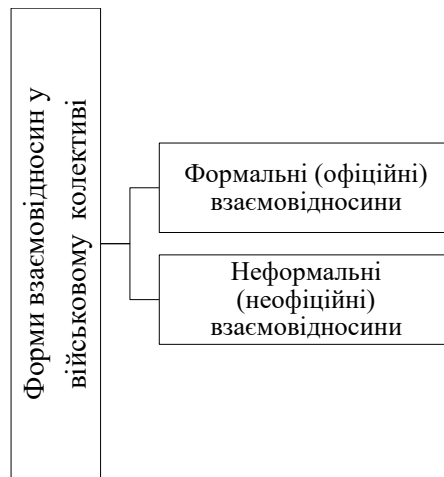 Форми взаємовідносин у
військовому колективі
Формальні (офіційні)
взаємовідносини
Неформальні
(неофіційні)
взаємовідносини